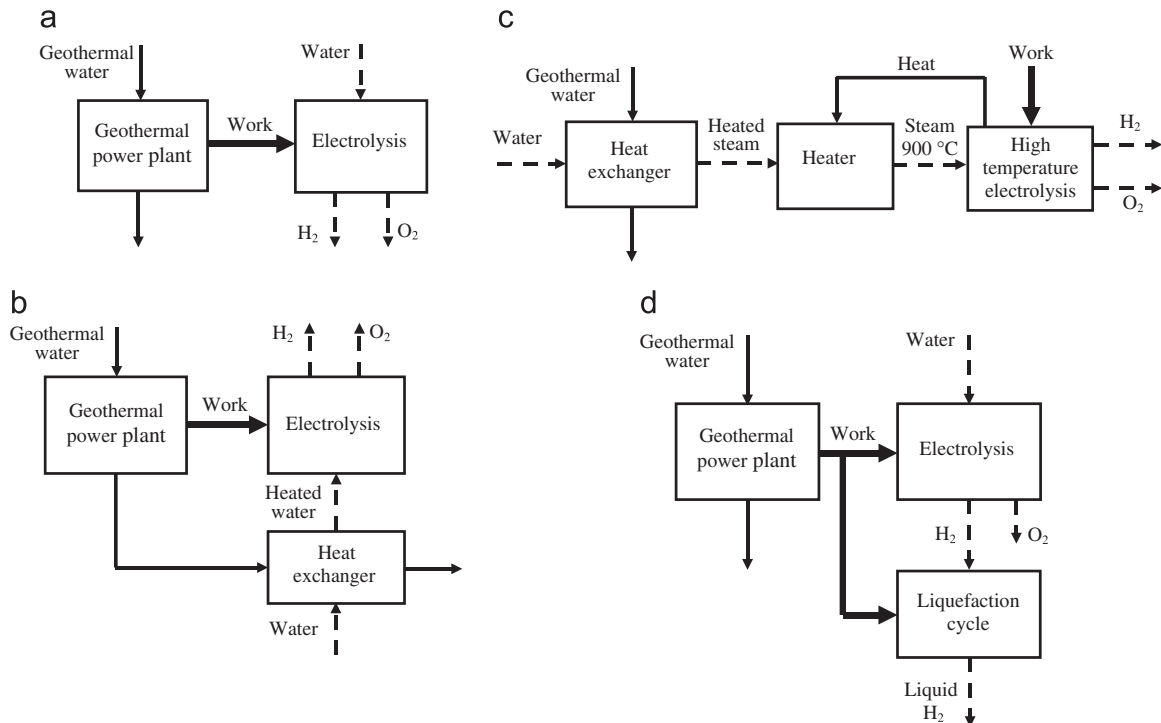 a
Geothermal
water
Water
Geothermal
power plant
Work
Electrolysis
H₂
O₂
b
Geothermal
water
H₂
O₂
Geothermal
power plant
Work
Electrolysis
Heated
water
Heat
exchanger
Water
c
Geothermal
water
Heat
Work
Water
Heat
exchanger
Heated
steam
Heater
Steam
900 °C
High
temperature
electrolysis
H₂
O₂
d
Geothermal
water
Water
Geothermal
power plant
Work
Electrolysis
H₂
O₂
Liquefaction
cycle
Liquid
H₂